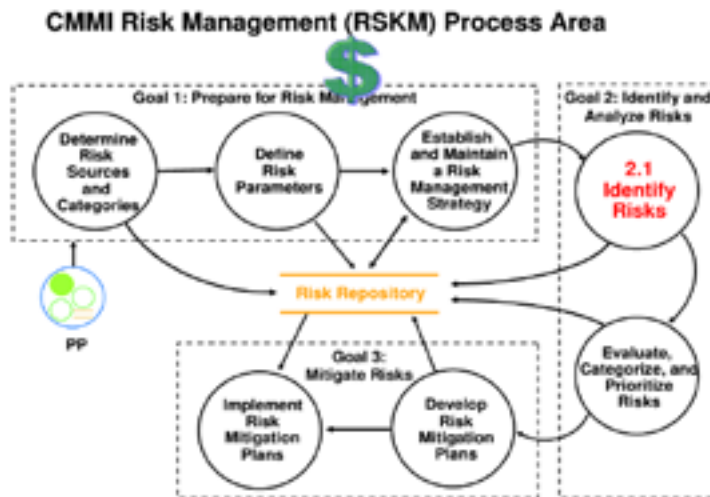 CMMI Risk Management (RSKM) Process Area
$
Goal 1: Prepare for Risk Management
Determine
Risk
Sources
and
Categories
Define
Risk
Parameters
Establish
and Maintain
a Risk
Management
Strategy
Goal 2: Identify and
Analyze Risks
2.1
Identify
Risks
Risk Repository
PP
Evaluate,
Categorize, and
Prioritize
Risks
Goal 3:
Mitigate Risks
Implement
Risk
Mitigation
Plans
Develop
Risk
Mitigation
Plans